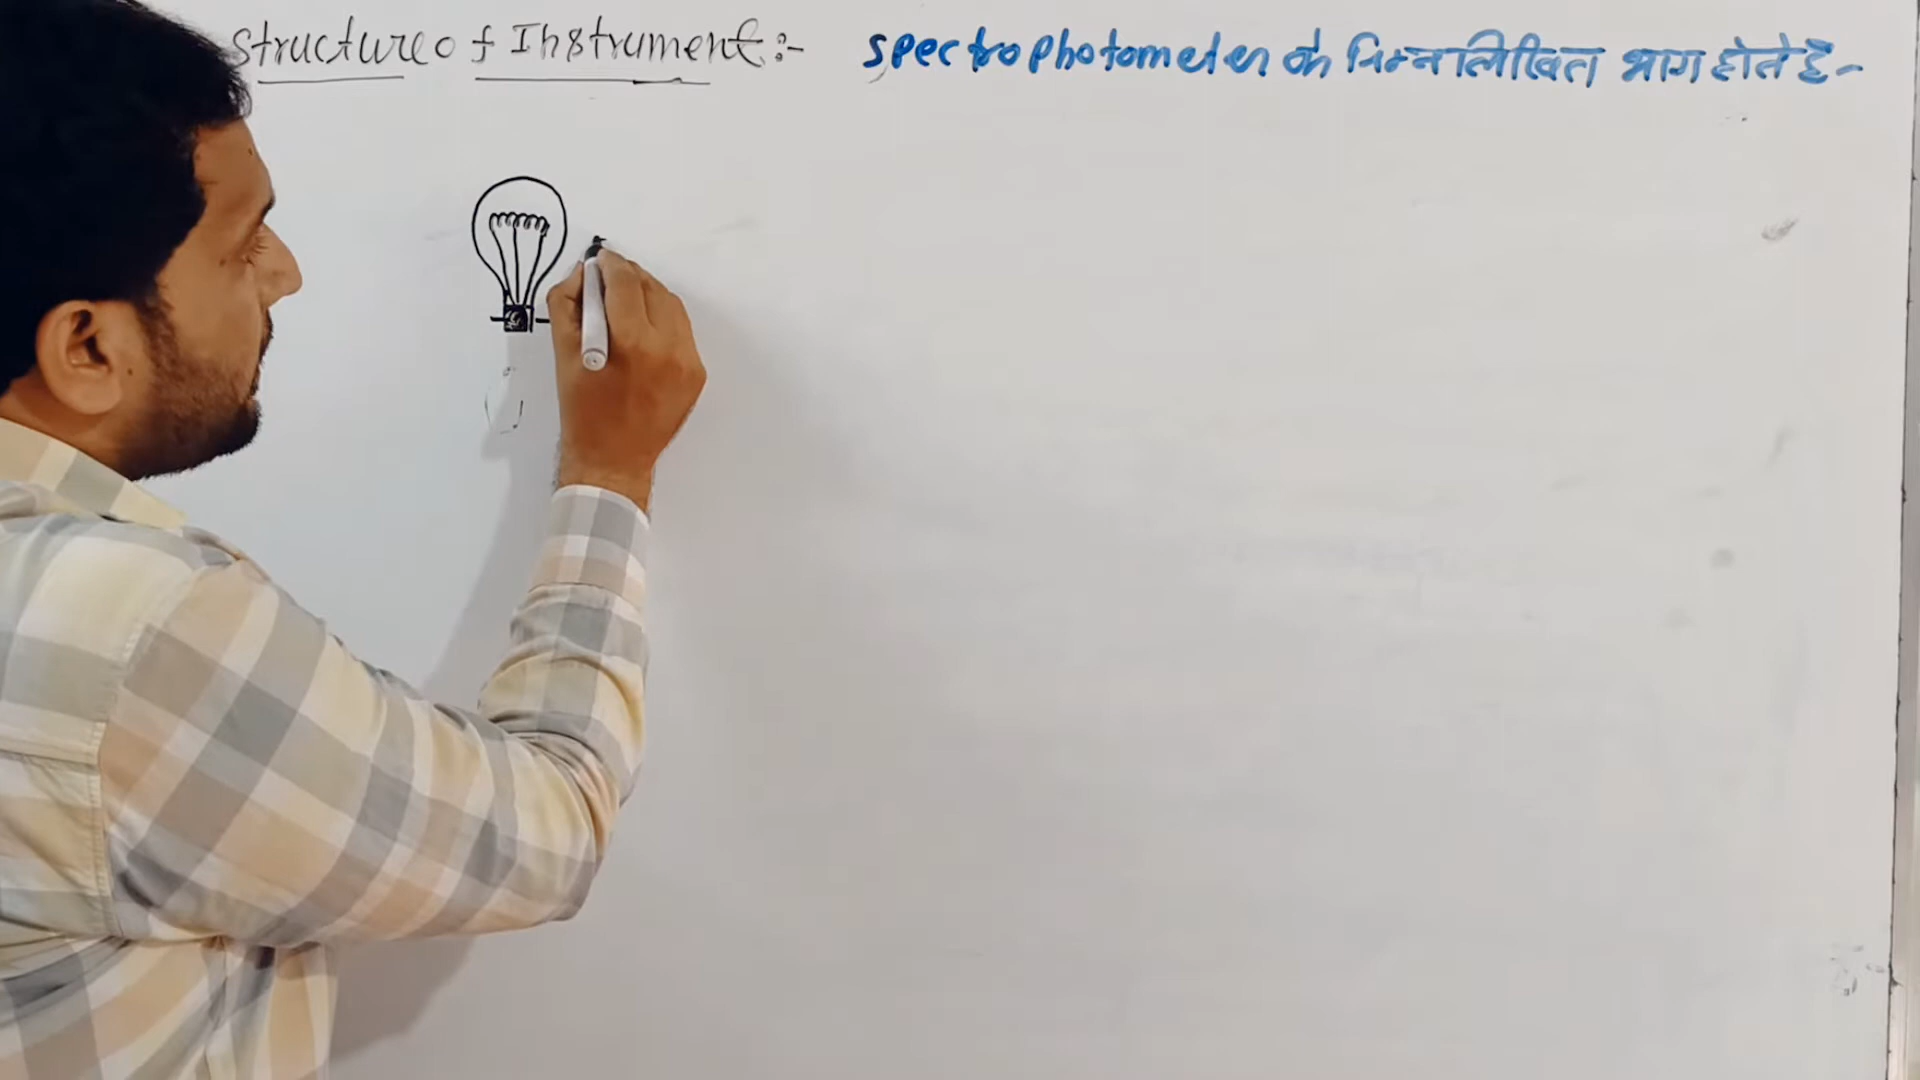 Structure of Instrument :- Spectrophotometer के निम्नलिखित भाग होते हैं-